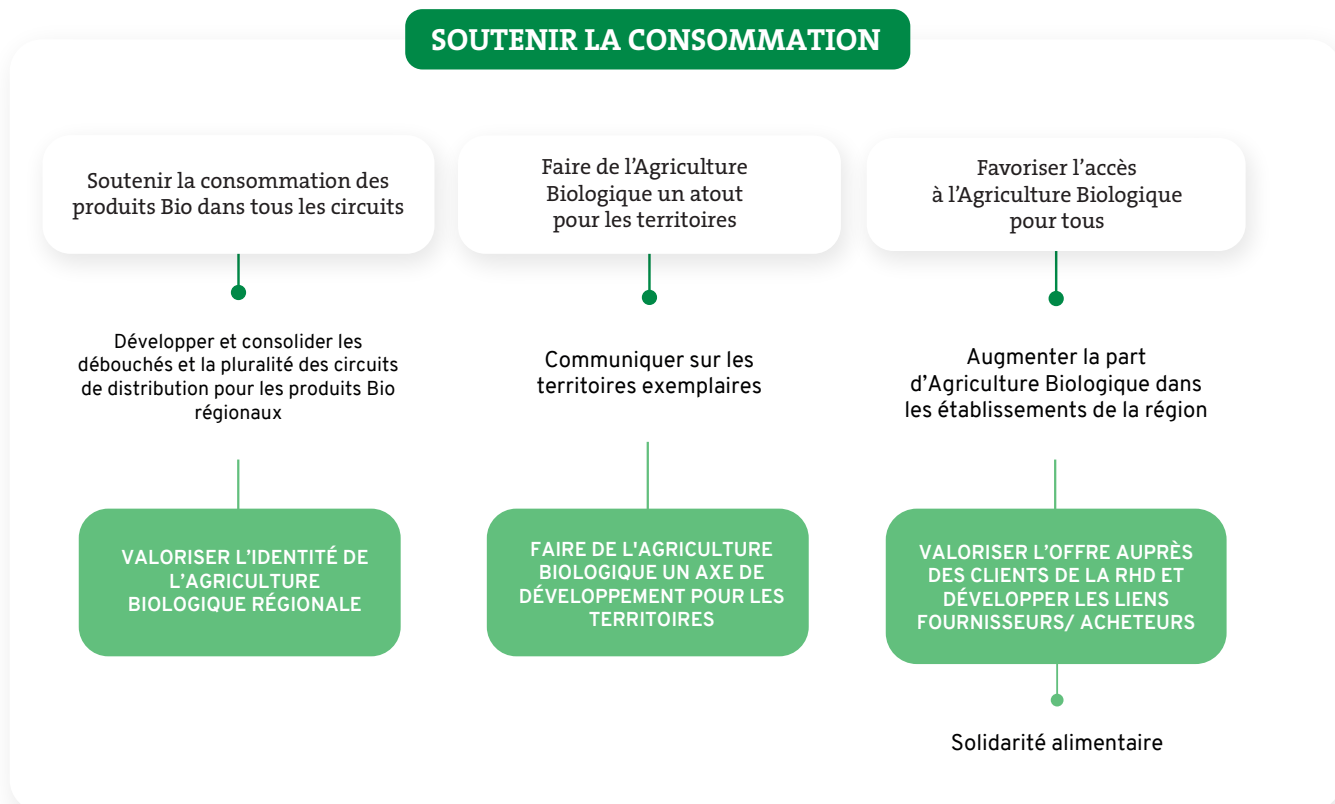 SOUTENIR LA CONSOMMATION
Soutenir la consommation des
produits Bio dans tous les circuits
Développer et consolider les
débouchés et la pluralité des circuits
de distribution pour les produits Bio
régionaux
VALORISER L’IDENTITÉ DE
L’AGRICULTURE
BIOLOGIQUE RÉGIONALE
Faire de l’Agriculture
Biologique un atout
pour les territoires
Communiquer sur les
territoires exemplaires
FAIRE DE L'AGRICULTURE
BIOLOGIQUE UN AXE DE
DÉVELOPPEMENT POUR LES
TERRITOIRES
Favoriser l’accès
à l’Agriculture Biologique
pour tous
Augmenter la part
d’Agriculture Biologique dans
les établissements de la région
VALORISER L’OFFRE AUPRÈS
DES CLIENTS DE LA RHD ET
DÉVELOPPER LES LIENS
FOURNISSEURS/ ACHETEURS
Solidarité alimentaire